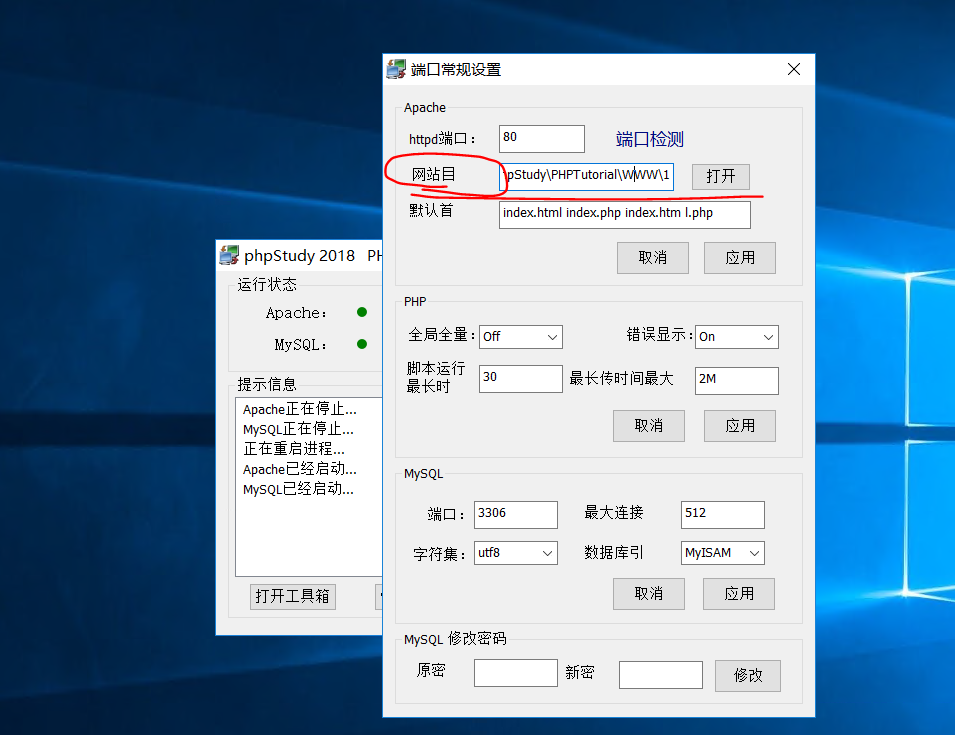 端口常规设置
Apache
httpd端口：
80
端口检测
网站目
pStudy\PHPTutorial\WWW\1
打开
默认首
index.html index.php index.htm l.php
取消
应用
PHP
全局全量：
Off
错误显示：
On
脚本运行
最长时
30
最长传时间最大
2M
取消
应用
MySQL
端口：
3306
最大连接
512
字符集：
utf8
数据库引
MyISAM
取消
应用
MySQL 修改密码
原密
新密
修改
phpStudy 2018 PH
运行状态
Apache：
MySQL：
提示信息
Apache正在停止...
MySQL正在停止...
正在重启进程...
Apache已经启动...
MySQL已经启动...
打开工具箱